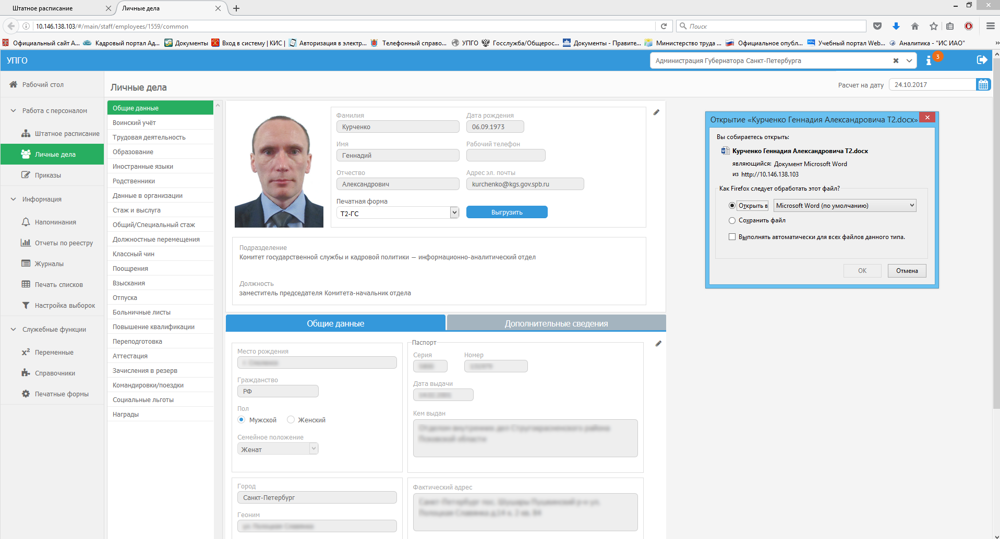 Штатное расписание
Личные дела
10.146.138.103/#/main/staff/employees/1559/common
Поиск
Официальный сайт А...
Кадровый портал Ад...
Документы
Вход в систему | КИС |
Авторизация в электр...
Телефонный справо...
УПГО
Госслужба/Общерос...
Документы - Правите...
Министерство труда ...
Официальное опубл...
Учебный портал Web...
Аналитика - "ИС ИАО"
УПГО
Администрация Губернатора Санкт-Петербурга
3
Рабочий стол
Работа с персоналом
Штатное расписание
Личные дела
Приказы
Информация
Напоминания
Отчеты по реестру
Журналы
Печать списков
Настройка выборок
Служебные функции
Переменные
Справочники
Печатные формы
Личные дела
Расчет на дату
24.10.2017
Общие данные
Воинский учёт
Трудовая деятельность
Образование
Иностранные языки
Родственники
Данные в организации
Стаж и выслуга
Общий/Специальный стаж
Должностные перемещения
Классный чин
Поощрения
Взыскания
Отпуска
Больничные листы
Повышение квалификации
Переподготовка
Аттестация
Зачисления в резерв
Командировки/поездки
Социальные льготы
Награды
Фамилия
Курченко
Дата рождения
06.09.1973
Имя
Геннадий
Рабочий телефон
Отчество
Александрович
Адрес эл. почты
kurchenko@kgs.gov.spb.ru
Печатная форма
Т2-ГС
Выгрузить
Подразделение
Комитет государственной службы и кадровой политики — информационно-аналитический отдел
Должность
заместитель председателя Комитета-начальник отдела
Общие данные
Дополнительные сведения
Место рождения
Гражданство
РФ
Пол
Мужской
Женский
Семейное положение
Женат
Паспорт
Серия
Номер
Дата выдачи
Кем выдан
Город
Санкт-Петербург
Геоним
Фактический адрес
Открытие «Курченко Геннадия Александровича Т2.docx»
Вы собираетесь открыть:
Курченко Геннадия Александровича Т2.docx
являющийся: Документ Microsoft Word
из http://10.146.138.103
Как Firefox следует обработать этот файл?
Открыть в
Microsoft Word (по умолчанию)
Сохранить файл
Выполнять автоматически для всех файлов данного типа.
ОК
Отмена